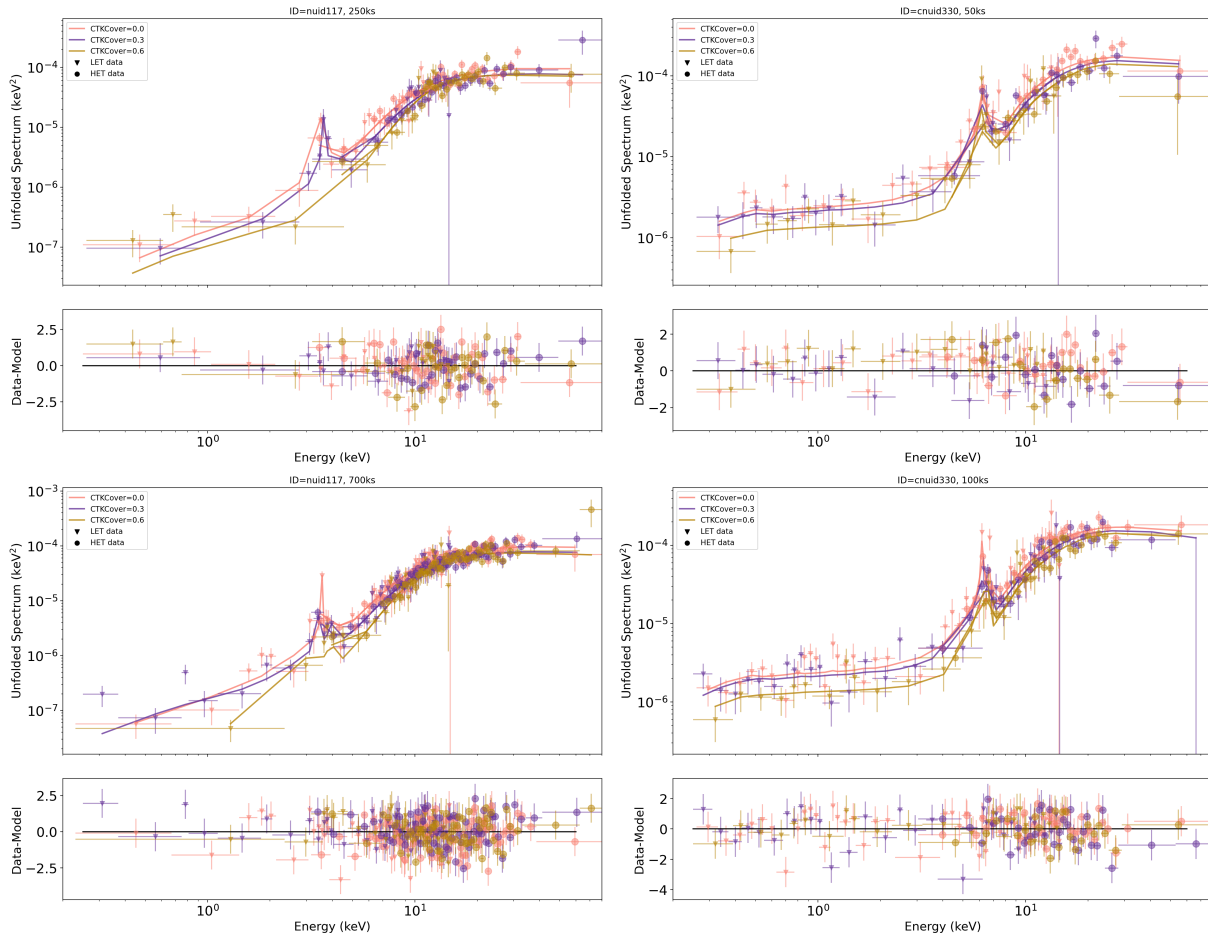 ID=nuid117, 250ks
CTKCover=0.0
CTKCover=0.3
CTKCover=0.6
LET data
HET data
10⁻⁴
10⁻⁵
10⁻⁶
10⁻⁷
Unfolded Spectrum (keV²)
2.5
0.0
−2.5
Data-Model
10⁰
10¹
Energy (keV)
ID=cnuid330, 50ks
CTKCover=0.0
CTKCover=0.3
CTKCover=0.6
LET data
HET data
10⁻⁴
10⁻⁵
10⁻⁶
Unfolded Spectrum (keV²)
2
0
−2
Data-Model
10⁰
10¹
Energy (keV)
ID=nuid117, 700ks
CTKCover=0.0
CTKCover=0.3
CTKCover=0.6
LET data
HET data
10⁻³
10⁻⁴
10⁻⁵
10⁻⁶
10⁻⁷
Unfolded Spectrum (keV²)
2.5
0.0
−2.5
Data-Model
10⁰
10¹
Energy (keV)
ID=cnuid330, 100ks
CTKCover=0.0
CTKCover=0.3
CTKCover=0.6
LET data
HET data
10⁻⁴
10⁻⁵
10⁻⁶
Unfolded Spectrum (keV²)
2
0
−2
−4
Data-Model
10⁰
10¹
Energy (keV)